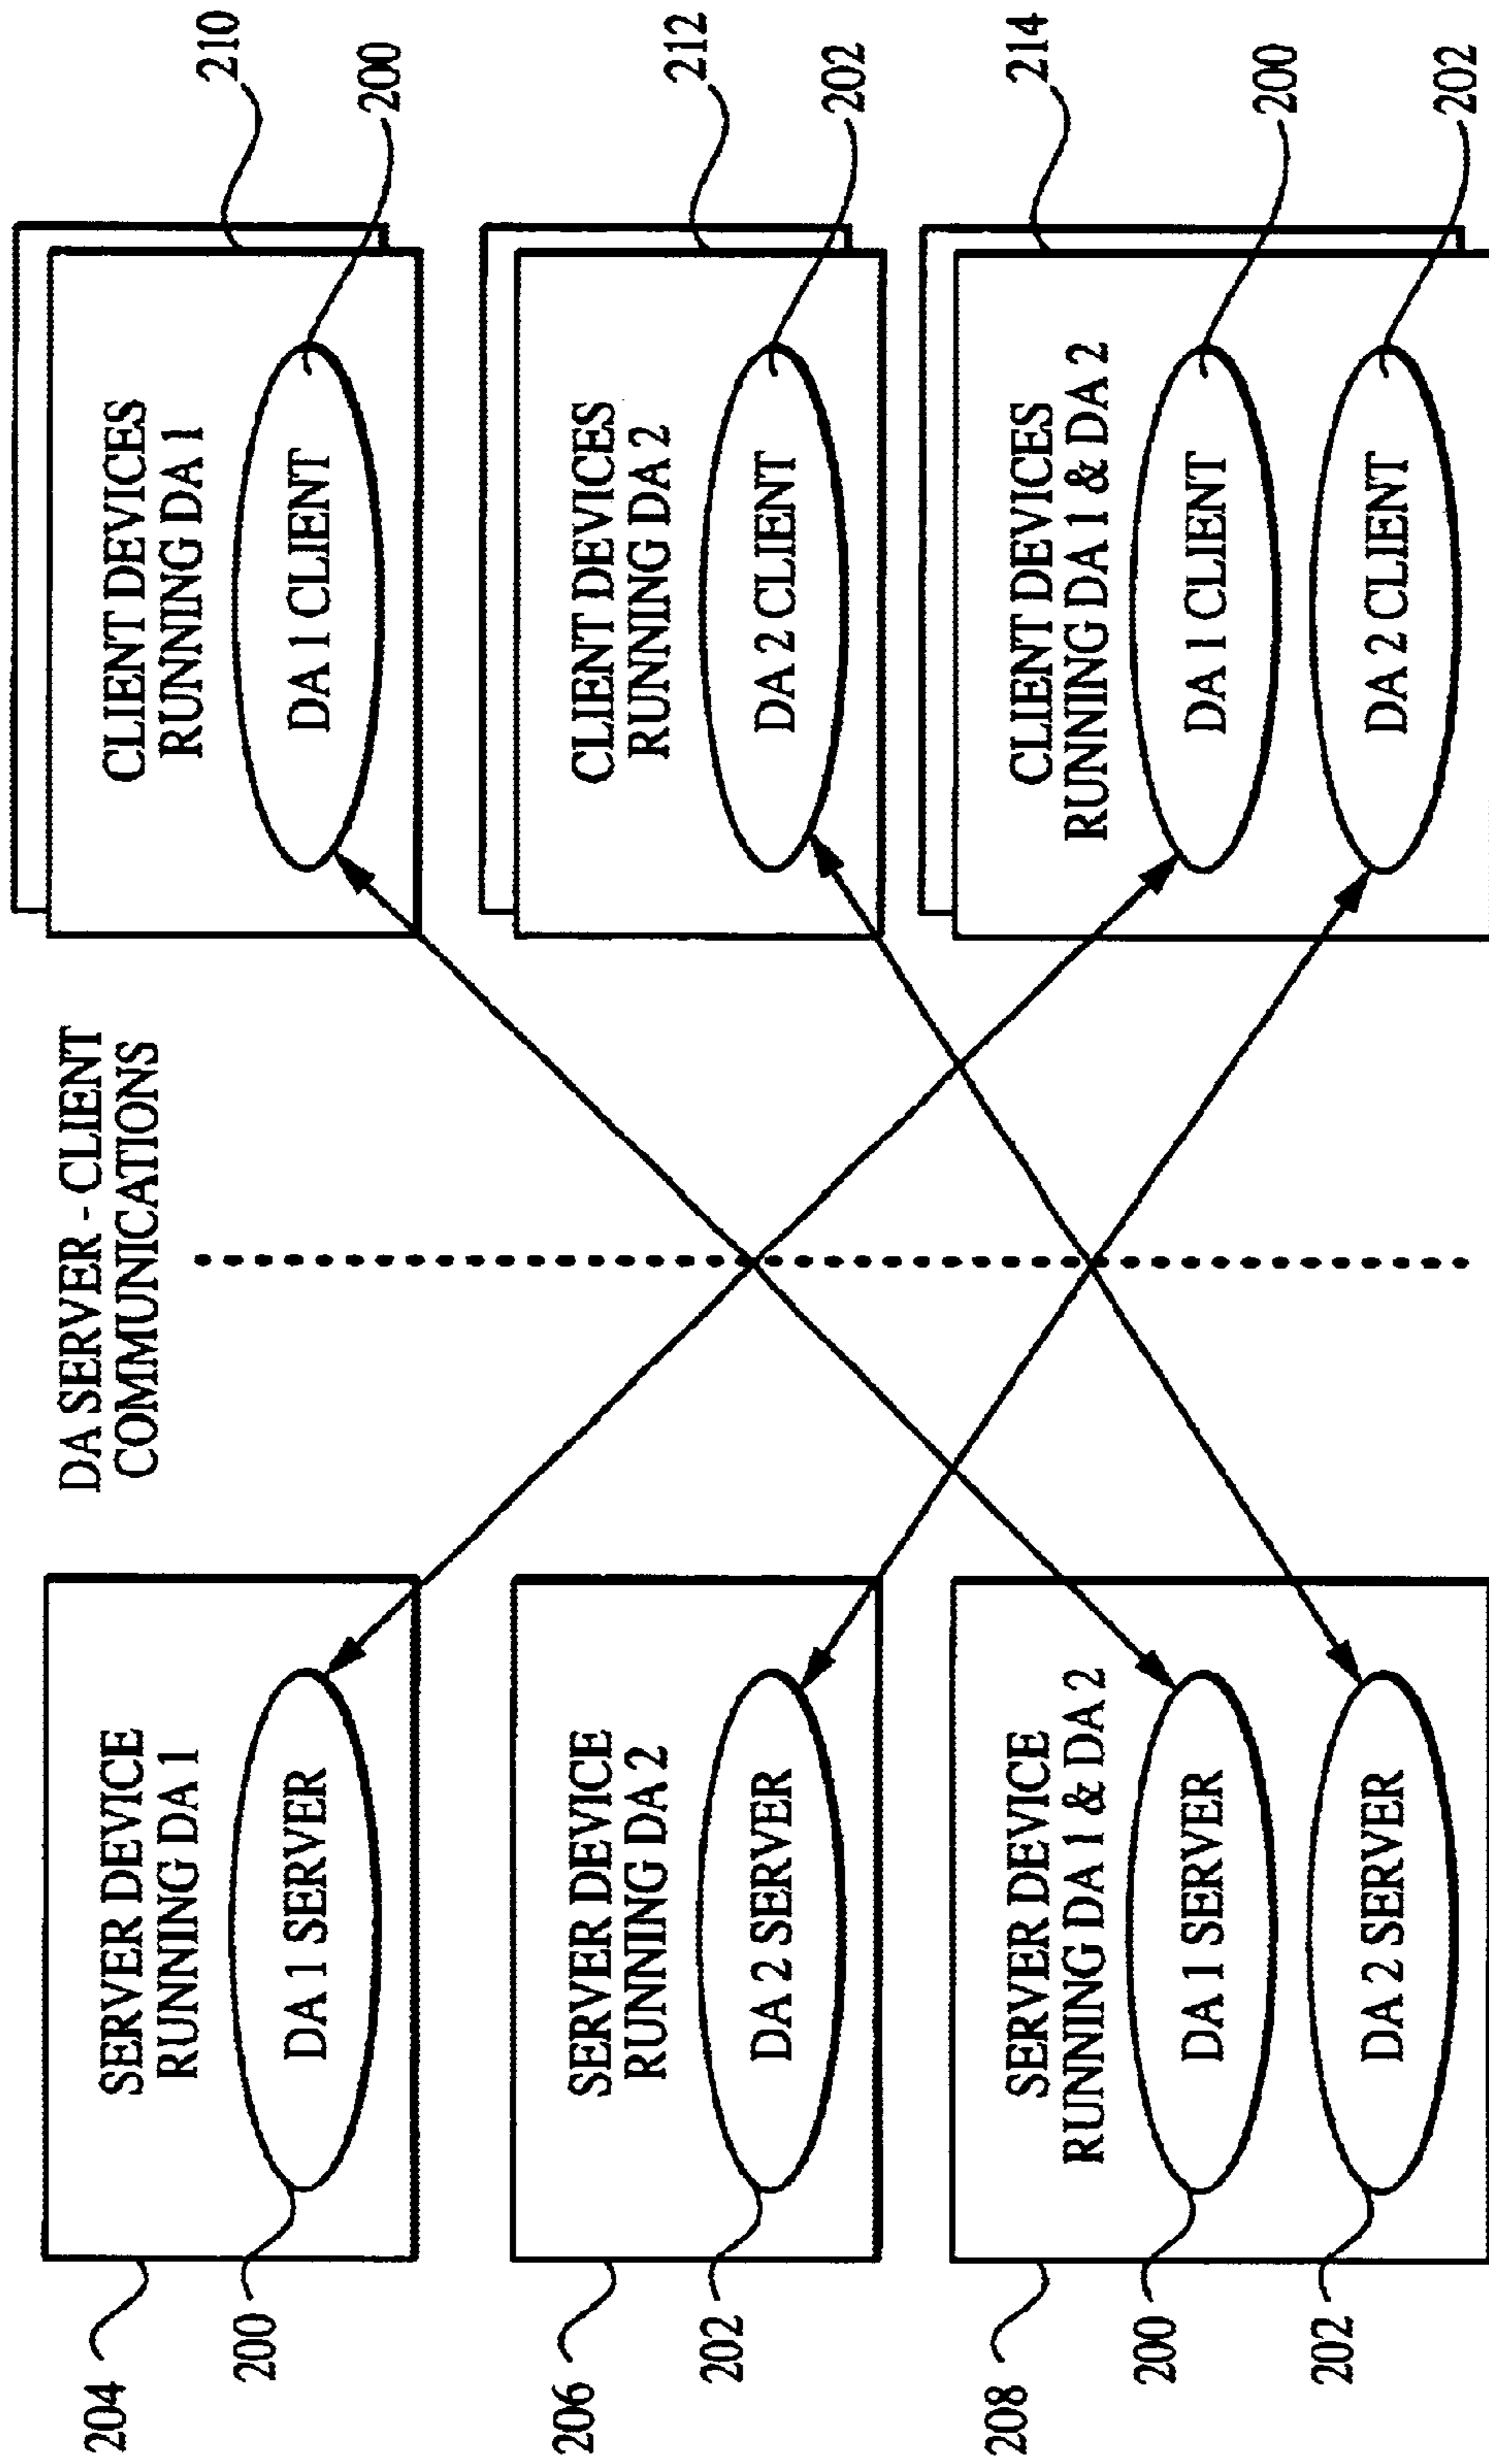 DA SERVER - CLIENT
COMMUNICATIONS
204
SERVER DEVICE
RUNNING DA 1
200
DA 1 SERVER
206
SERVER DEVICE
RUNNING DA 2
202
DA 2 SERVER
208
SERVER DEVICE
RUNNING DA 1 & DA 2
200
DA 1 SERVER
202
DA 2 SERVER
210
CLIENT DEVICES
RUNNING DA 1
200
DA 1 CLIENT
212
CLIENT DEVICES
RUNNING DA 2
202
DA 2 CLIENT
214
CLIENT DEVICES
RUNNING DA 1 & DA 2
200
DA 1 CLIENT
202
DA 2 CLIENT